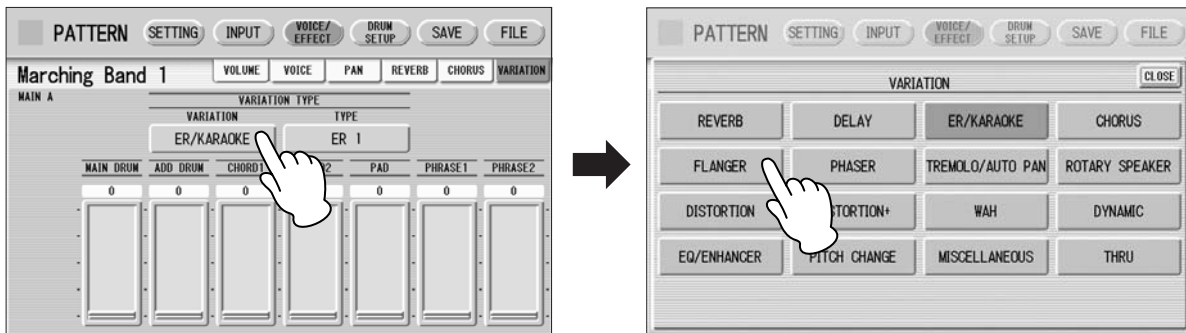 PATTERN SETTING INPUT VOICE/EFFECT DRUM SETUP SAVE FILE
Marching Band 1 VOLUME VOICE PAN REVERB CHORUS VARIATION
MAIN A
VARIATION TYPE
VARIATION TYPE
ER/KARAOKE ER 1
MAIN DRUM ADD DRUM CHORD1 PAD PHRASE1 PHRASE2
0 0 0 0 0 0
PATTERN SETTING INPUT VOICE/EFFECT DRUM SETUP SAVE FILE
VARIATION CLOSE
REVERB DELAY ER/KARAOKE CHORUS
FLANGER PHASER TREMOLO/AUTO PAN ROTARY SPEAKER
DISTORTION TORTION+ WAH DYNAMIC
EQ/ENHANCER PITCH CHANGE MISCELLANEOUS THRU